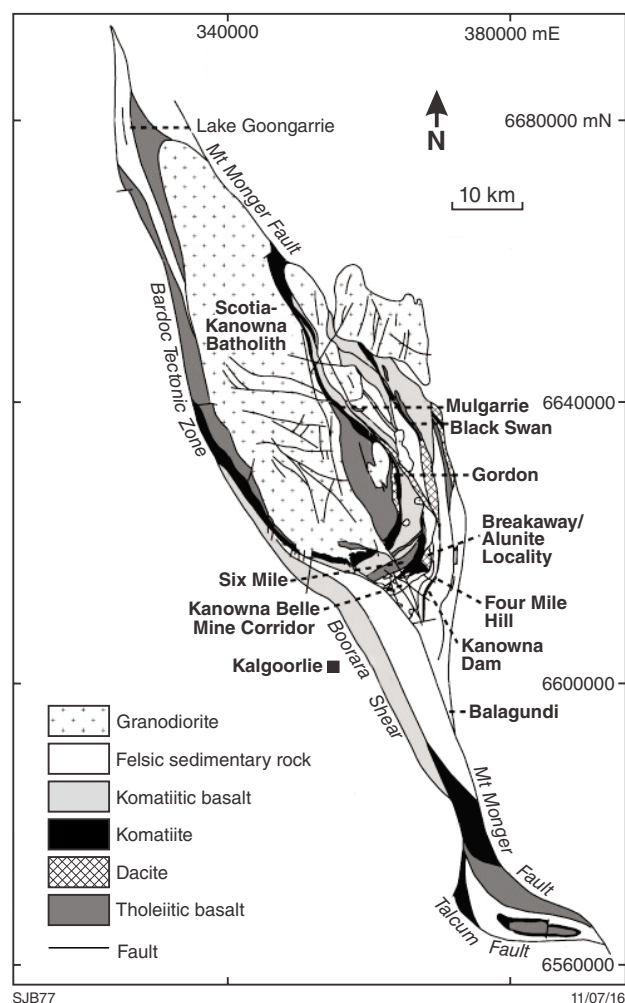 340000
380000 mE
6680000 mN
N
10 km
Lake Goongarrie
Mt Monger Fault
Bardoc Tectonic Zone
Scotia-
Kanowna
Batholith
Mulgarrie
6640000
Black Swan
Gordon
Breakaway/
Alunite
Locality
Six Mile
Kanowna Belle
Mine Corridor
Four Mile
Hill
Kanowna
Dam
Boorara Shear
Kalgoorlie
6600000
Balagundi
Granodiorite
Felsic sedimentary rock
Komatiitic basalt
Komatiite
Dacite
Tholeiitic basalt
Fault
Mt Monger Fault
Talcum Fault
6560000
SJB77
11/07/16